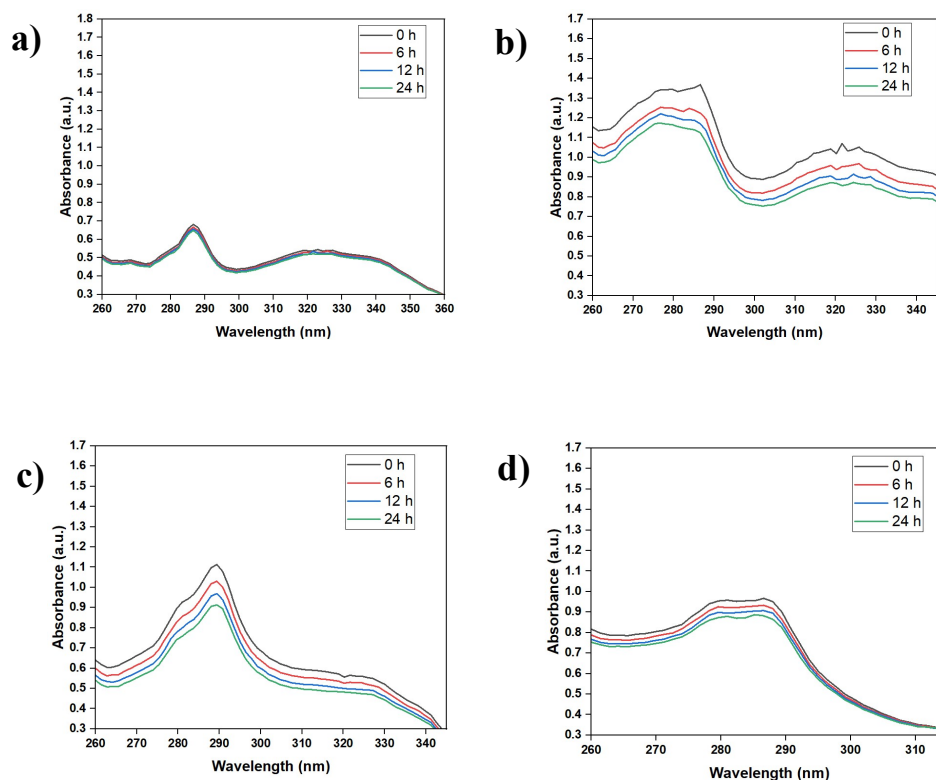 a)
1.8
1.7
1.6
1.5
1.4
1.3
1.2
1.1
1.0
0.9
0.8
0.7
0.6
0.5
0.4
0.3
Absorbance (a.u.)
0 h
6 h
12 h
24 h
260 270 280 290 300 310 320 330 340 350 360
Wavelength (nm)
b)
1.7
1.6
1.5
1.4
1.3
1.2
1.1
1.0
0.9
0.8
0.7
0.6
0.5
0.4
0.3
Absorbance (a.u.)
0 h
6 h
12 h
24 h
260 270 280 290 300 310 320 330 340
Wavelength (nm)
c)
1.7
1.6
1.5
1.4
1.3
1.2
1.1
1.0
0.9
0.8
0.7
0.6
0.5
0.4
0.3
Absorbance (a.u.)
0 h
6 h
12 h
24 h
260 270 280 290 300 310 320 330 340
Wavelength (nm)
d)
1.7
1.6
1.5
1.4
1.3
1.2
1.1
1.0
0.9
0.8
0.7
0.6
0.5
0.4
0.3
Absorbance (a.u.)
0 h
6 h
12 h
24 h
260 270 280 290 300 310
Wavelength (nm)